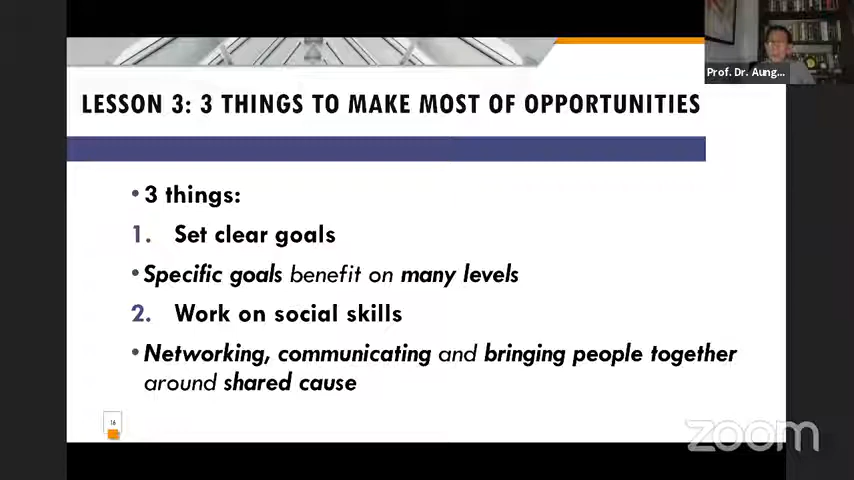 Prof. Dr. Aung...
LESSON 3: 3 THINGS TO MAKE MOST OF OPPORTUNITIES
• 3 things:
1. Set clear goals
• Specific goals benefit on many levels
2. Work on social skills
• Networking, communicating and bringing people together
around shared cause
16
zoom